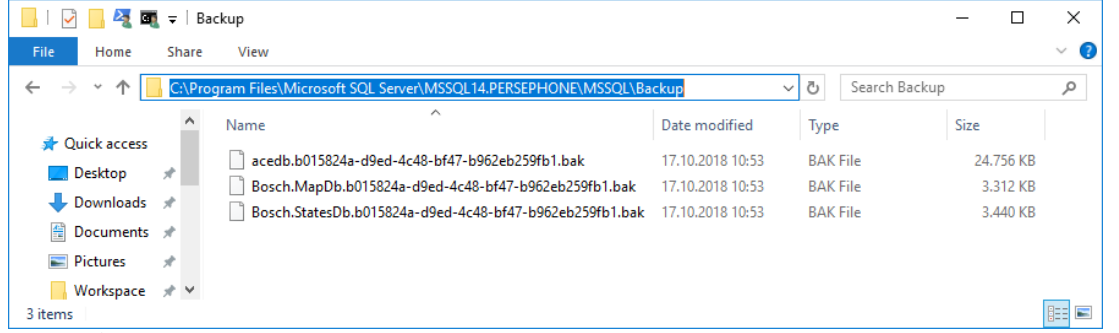 Backup
File Home Share View
C:\Program Files\Microsoft SQL Server\MSSQL14.PERSEPHONE\MSSQL\Backup Search Backup
Name Date modified Type Size
Quick access
Desktop
Downloads
Documents
Pictures
Workspace
acedb.b015824a-d9ed-4c48-bf47-b962eb259fb1.bak 17.10.2018 10:53 BAK File 24.756 KB
Bosch.MapDb.b015824a-d9ed-4c48-bf47-b962eb259fb1.bak 17.10.2018 10:53 BAK File 3.312 KB
Bosch.StatesDb.b015824a-d9ed-4c48-bf47-b962eb259fb1.bak 17.10.2018 10:53 BAK File 3.440 KB
3 items